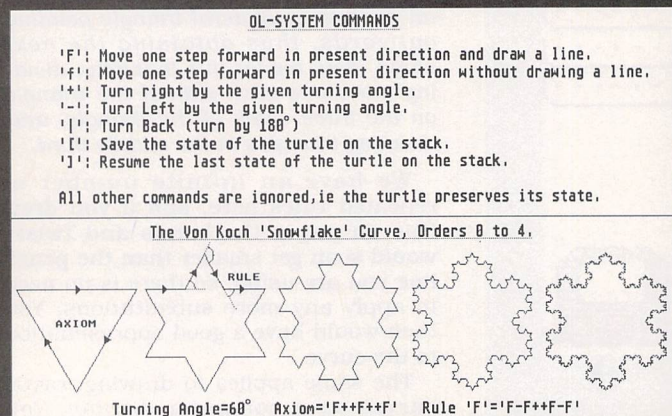 OL-SYSTEM COMMANDS
'F': Move one step forward in present direction and draw a line.
'f': Move one step forward in present direction without drawing a line.
'+': Turn right by the given turning angle.
'-': Turn Left by the given turning angle.
'|': Turn Back (turn by 180°)
'[': Save the state of the turtle on the stack.
']': Resume the last state of the turtle on the stack.
All other commands are ignored,ie the turtle preserves its state.
The Von Koch 'Snowflake' Curve, Orders 0 to 4.
RULE
AXIOM
Turning Angle=60° Axiom='F++F++F' Rule 'F'='F-F++F-F'